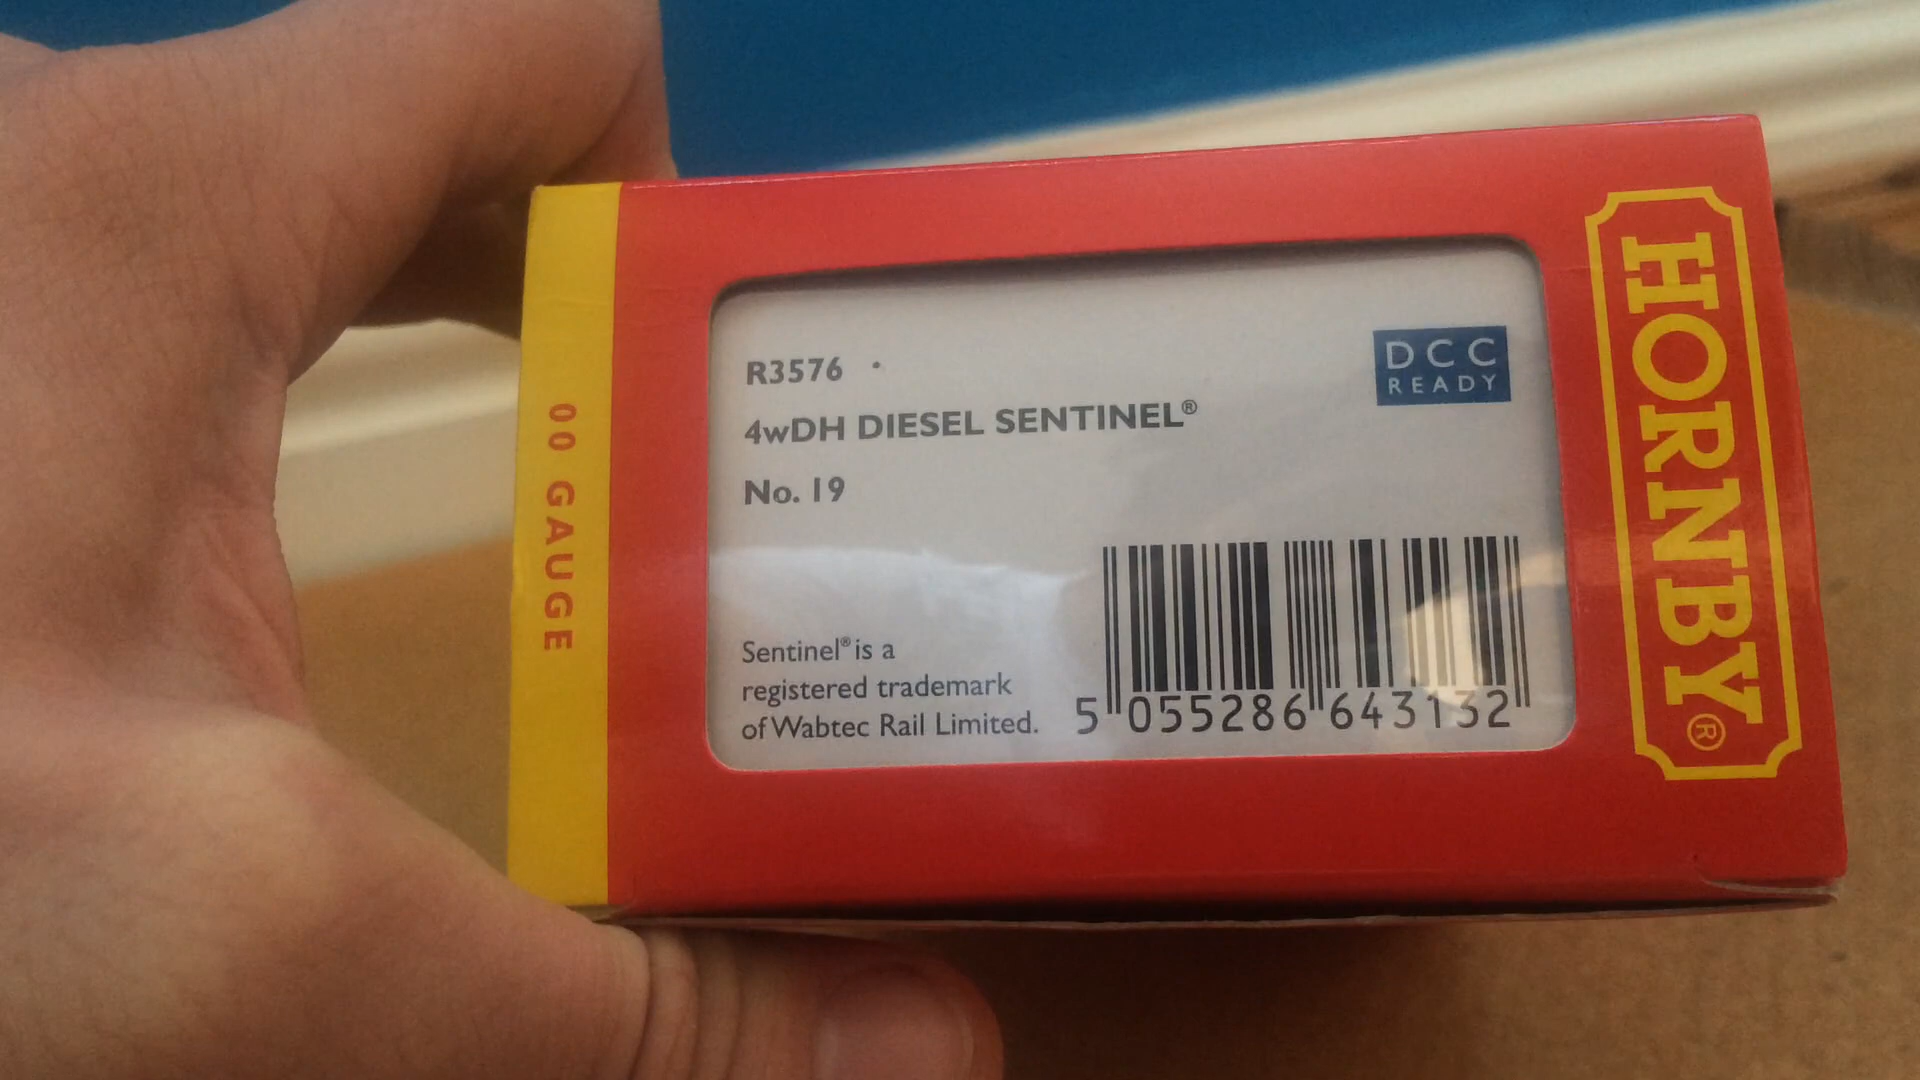 R3576 ·
4wDH DIESEL SENTINEL®
No. 19
DCC
READY
Sentinel® is a
registered trademark
of Wabtec Rail Limited.
5 055286 643132
00 GAUGE
HORNBY®